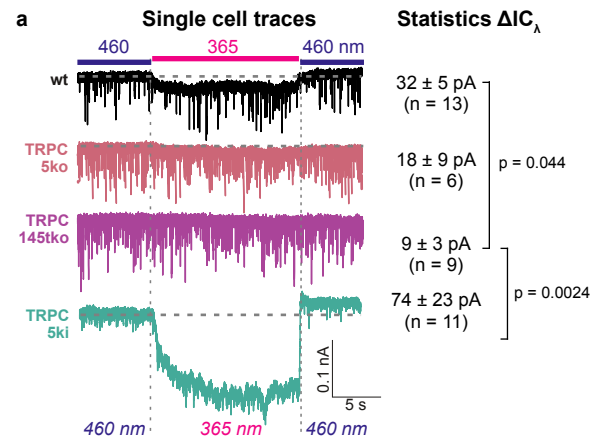 a
Single cell traces
Statistics ΔIC_λ
460
365
460 nm
wt
32 ± 5 pA
(n = 13)
TRPC
5ko
18 ± 9 pA
(n = 6)
p = 0.044
TRPC
145tko
9 ± 3 pA
(n = 9)
74 ± 23 pA
(n = 11)
p = 0.0024
TRPC
5ki
0.1 nA
5 s
460 nm
365 nm
460 nm